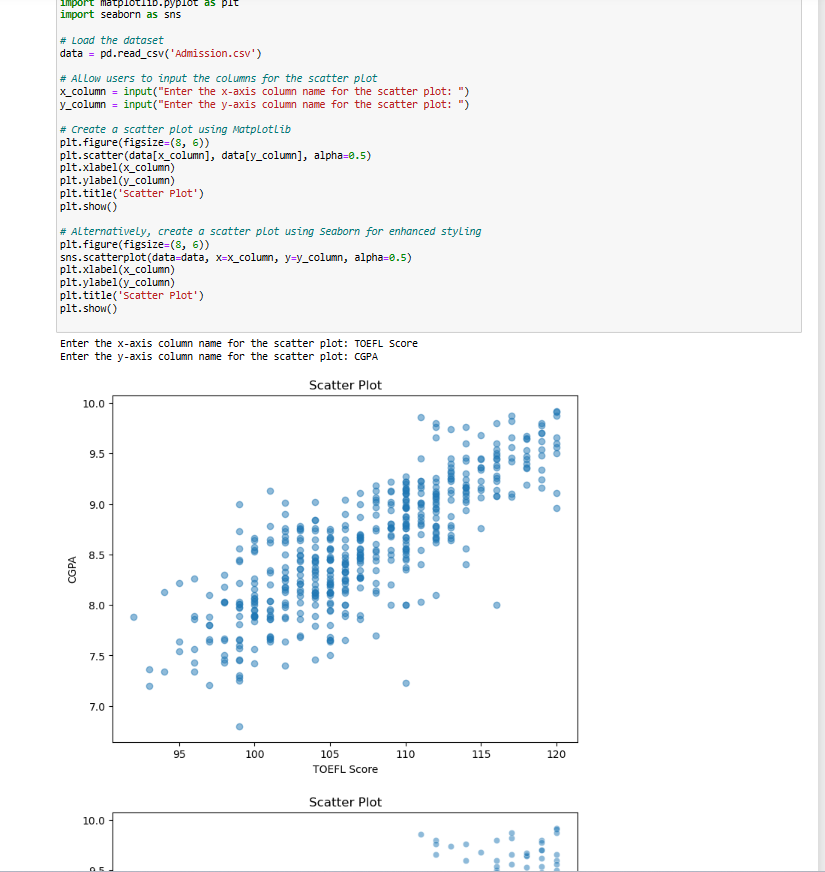 import matplotlib.pyplot as plt
import seaborn as sns
# Load the dataset
data = pd.read_csv('Admission.csv')
# Allow users to input the columns for the scatter plot
x_column = input("Enter the x-axis column name for the scatter plot: ")
y_column = input("Enter the y-axis column name for the scatter plot: ")
# Create a scatter plot using Matplotlib
plt.figure(figsize=(8, 6))
plt.scatter(data[x_column], data[y_column], alpha=0.5)
plt.xlabel(x_column)
plt.ylabel(y_column)
plt.title('Scatter Plot')
plt.show()
# Alternatively, create a scatter plot using Seaborn for enhanced styling
plt.figure(figsize=(8, 6))
sns.scatterplot(data=data, x=x_column, y=y_column, alpha=0.5)
plt.xlabel(x_column)
plt.ylabel(y_column)
plt.title('Scatter Plot')
plt.show()
Enter the x-axis column name for the scatter plot: TOEFL Score
Enter the y-axis column name for the scatter plot: CGPA
Scatter Plot
10.0
9.5
9.0
8.5
CGPA
8.0
7.5
7.0
95 100 105 110 115 120
TOEFL Score
Scatter Plot
10.0
9.5